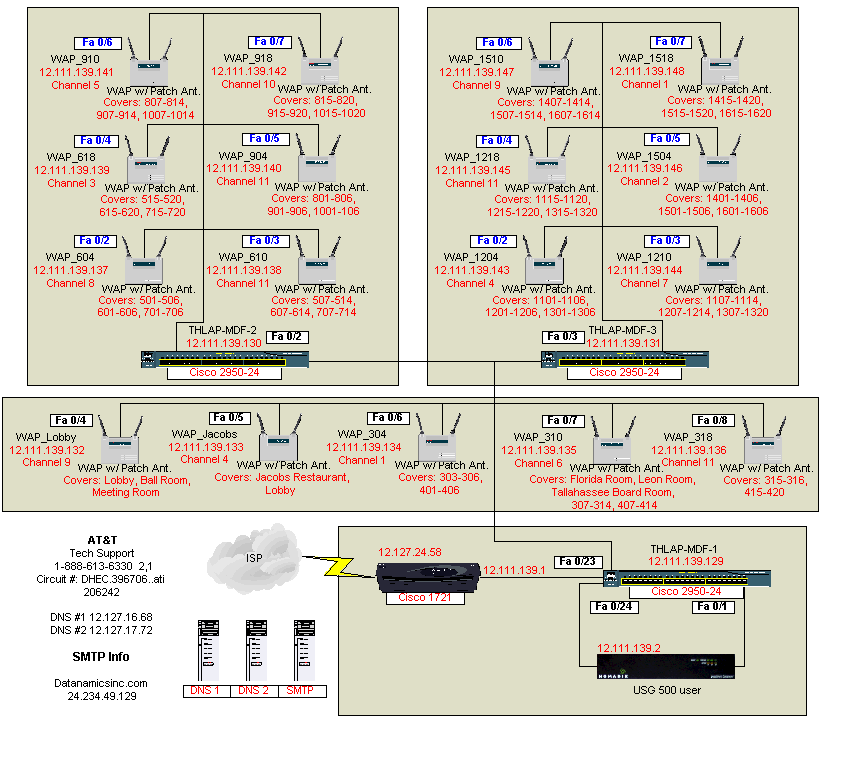 Fa 0/6
WAP_910
12.111.139.141
Channel 5
WAP w/ Patch Ant.
Covers: 807-814,
907-914, 1007-1014
Fa 0/7
WAP_918
12.111.139.142
Channel 10
WAP w/ Patch Ant.
Covers: 815-820,
915-920, 1015-1020
Fa 0/4
WAP_618
12.111.139.139
Channel 3
WAP w/ Patch Ant.
Covers: 515-520,
615-620, 715-720
Fa 0/5
WAP_904
12.111.139.140
Channel 11
WAP w/ Patch Ant.
Covers: 801-806,
901-906, 1001-106
Fa 0/2
WAP_604
12.111.139.137
Channel 8
WAP w/ Patch Ant.
Covers: 501-506,
601-606, 701-706
Fa 0/3
WAP_610
12.111.139.138
Channel 11
WAP w/ Patch Ant.
Covers: 507-514,
607-614, 707-714
THLAP-MDF-2
12.111.139.130
Fa 0/2
Cisco 2950-24
Fa 0/6
WAP_1510
12.111.139.147
Channel 9
WAP w/ Patch Ant.
Covers: 1407-1414,
1507-1514, 1607-1614
Fa 0/7
WAP_1518
12.111.139.148
Channel 1
WAP w/ Patch Ant.
Covers: 1415-1420,
1515-1520, 1615-1620
Fa 0/4
WAP_1218
12.111.139.145
Channel 11
WAP w/ Patch Ant.
Covers: 1115-1120,
1215-1220, 1315-1320
Fa 0/5
WAP_1504
12.111.139.146
Channel 2
WAP w/ Patch Ant.
Covers: 1401-1406,
1501-1506, 1601-1606
Fa 0/2
WAP_1204
12.111.139.143
Channel 4
WAP w/ Patch Ant.
Covers: 1101-1106,
1201-1206, 1301-1306
Fa 0/3
WAP_1210
12.111.139.144
Channel 7
WAP w/ Patch Ant.
Covers: 1107-1114,
1207-1214, 1307-1320
Fa 0/3
THLAP-MDF-3
12.111.139.131
Cisco 2950-24
Fa 0/4
WAP_Lobby
12.111.139.132
Channel 9
WAP w/ Patch Ant.
Covers: Lobby, Ball Room,
Meeting Room
Fa 0/5
WAP_Jacobs
12.111.139.133
Channel 4
WAP w/ Patch Ant.
Covers: Jacobs Restaurant,
Lobby
Fa 0/6
WAP_304
12.111.139.134
Channel 1
WAP w/ Patch Ant.
Covers: 303-306,
401-406
Fa 0/7
WAP_310
12.111.139.135
Channel 6
WAP w/ Patch Ant.
Covers: Florida Room, Leon Room,
Tallahassee Board Room,
307-314, 407-414
Fa 0/8
WAP_318
12.111.139.136
Channel 11
WAP w/ Patch Ant.
Covers: 315-316,
415-420
AT&T
Tech Support
1-888-613-6330 2,1
Circuit #: DHEC.396706..ati
206242
DNS #1 12.127.16.68
DNS #2 12.127.17.72
SMTP Info
Datanamicsinc.com
24.234.49.129
ISP
DNS 1
DNS 2
SMTP
12.127.24.58
12.111.139.1
Cisco 1721
Fa 0/23
THLAP-MDF-1
12.111.139.129
Cisco 2950-24
Fa 0/24
Fa 0/1
12.111.139.2
NOMADIX
USG 500 user